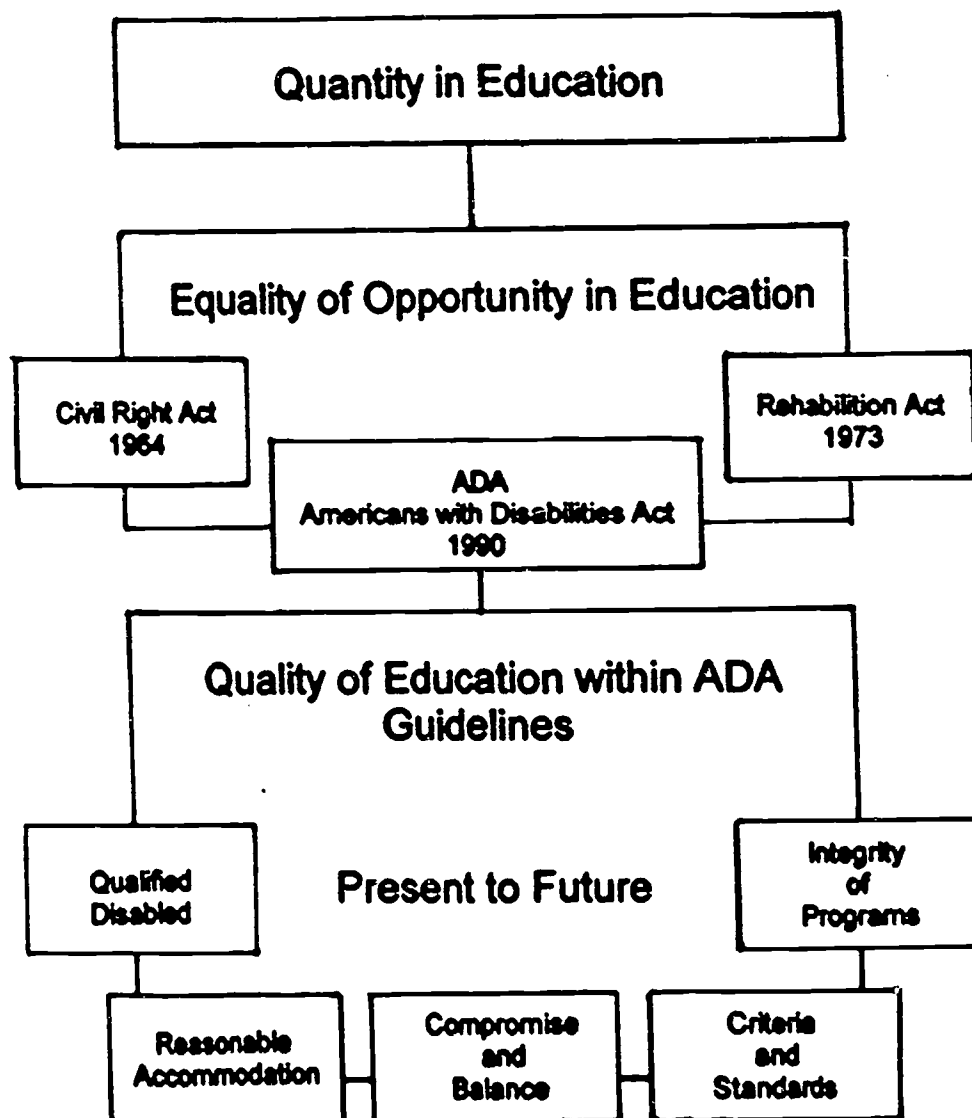 Quantity in Education
Equality of Opportunity in Education
Civil Right Act
1964
Rehabilition Act
1973
ADA
Americans with Disabilities Act
1990
Quality of Education within ADA
Guidelines
Qualified
Disabled
Present to Future
Integrity
of
Programs
Reasonable
Accommodation
Compromise
and
Balance
Criteria
and
Standards